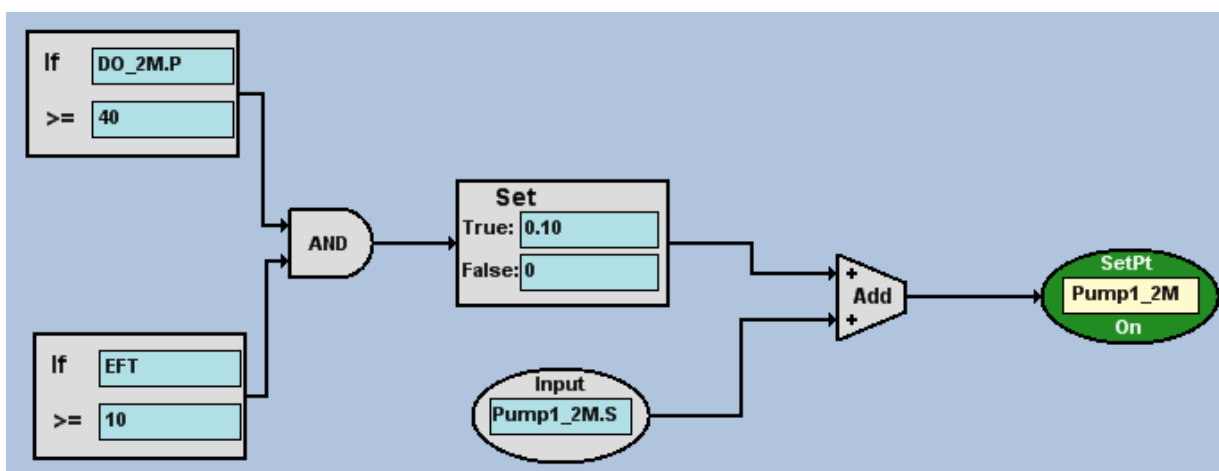 If DO_2M.P
>= 40
AND
Set
True: 0.10
False: 0
If EFT
>= 10
Input
Pump1_2M.S
+
Add
+
SetPt
Pump1_2M
On